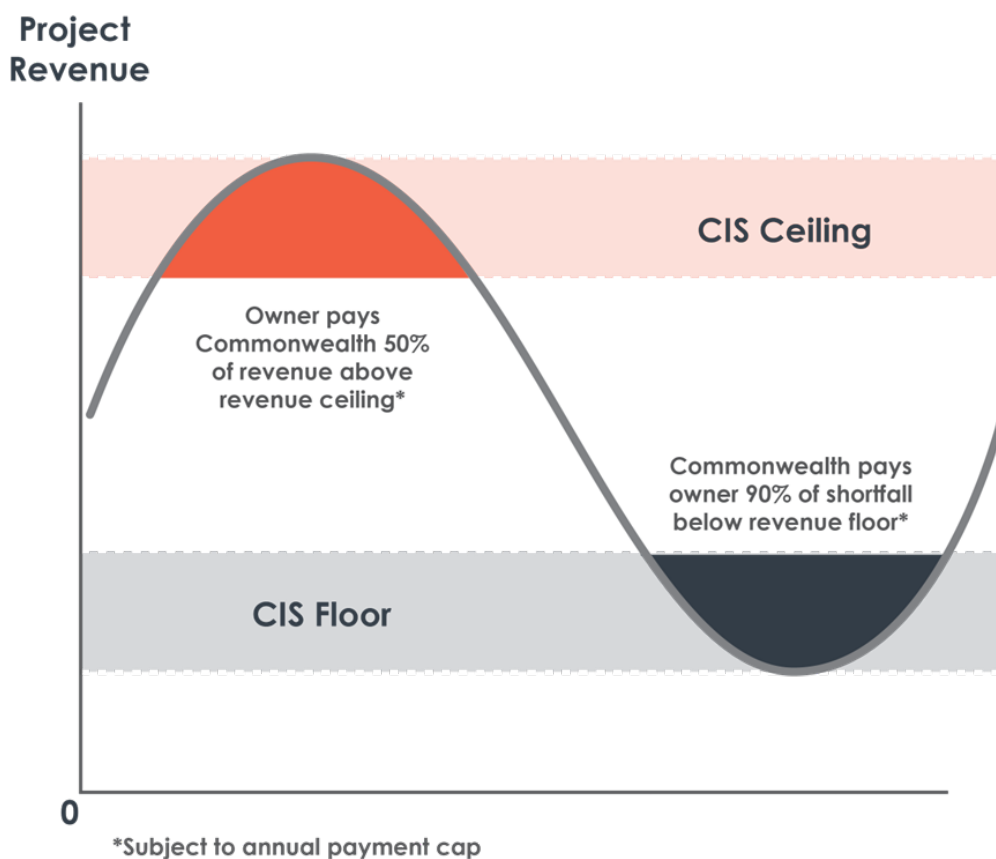 Project
Revenue
CIS Ceiling
Owner pays
Commonwealth 50%
of revenue above
revenue ceiling*
Commonwealth pays
owner 90% of shortfall
below revenue floor*
CIS Floor
0
*Subject to annual payment cap